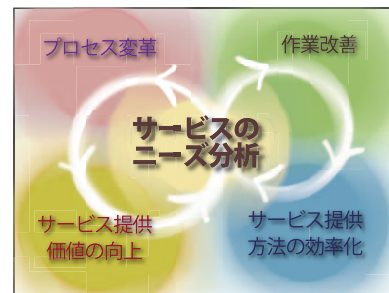 プロセス変革
作業改善
サービスの
ニーズ分析
サービス提供
価値の向上
サービス提供
方法の効率化